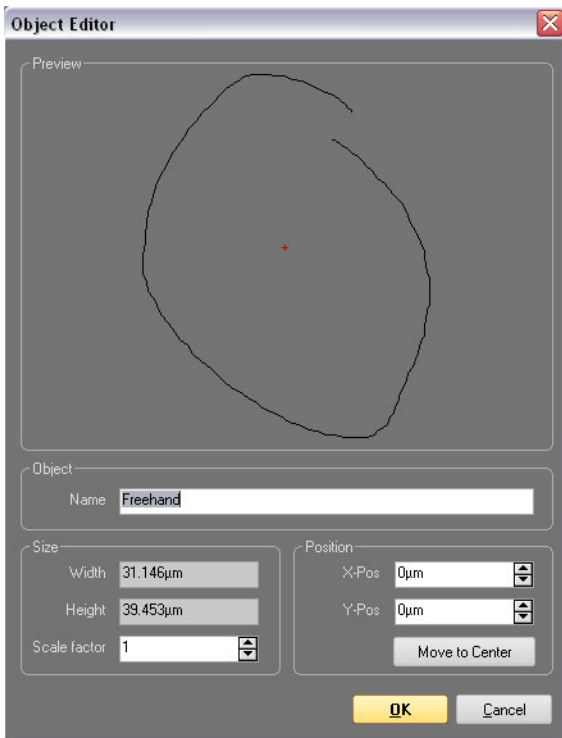 Object Editor
Preview
Object
Name Freehand
Size
Width 31.146µm
Height 39.453µm
Scale factor 1
Position
X-Pos 0µm
Y-Pos 0µm
Move to Center
OK Cancel